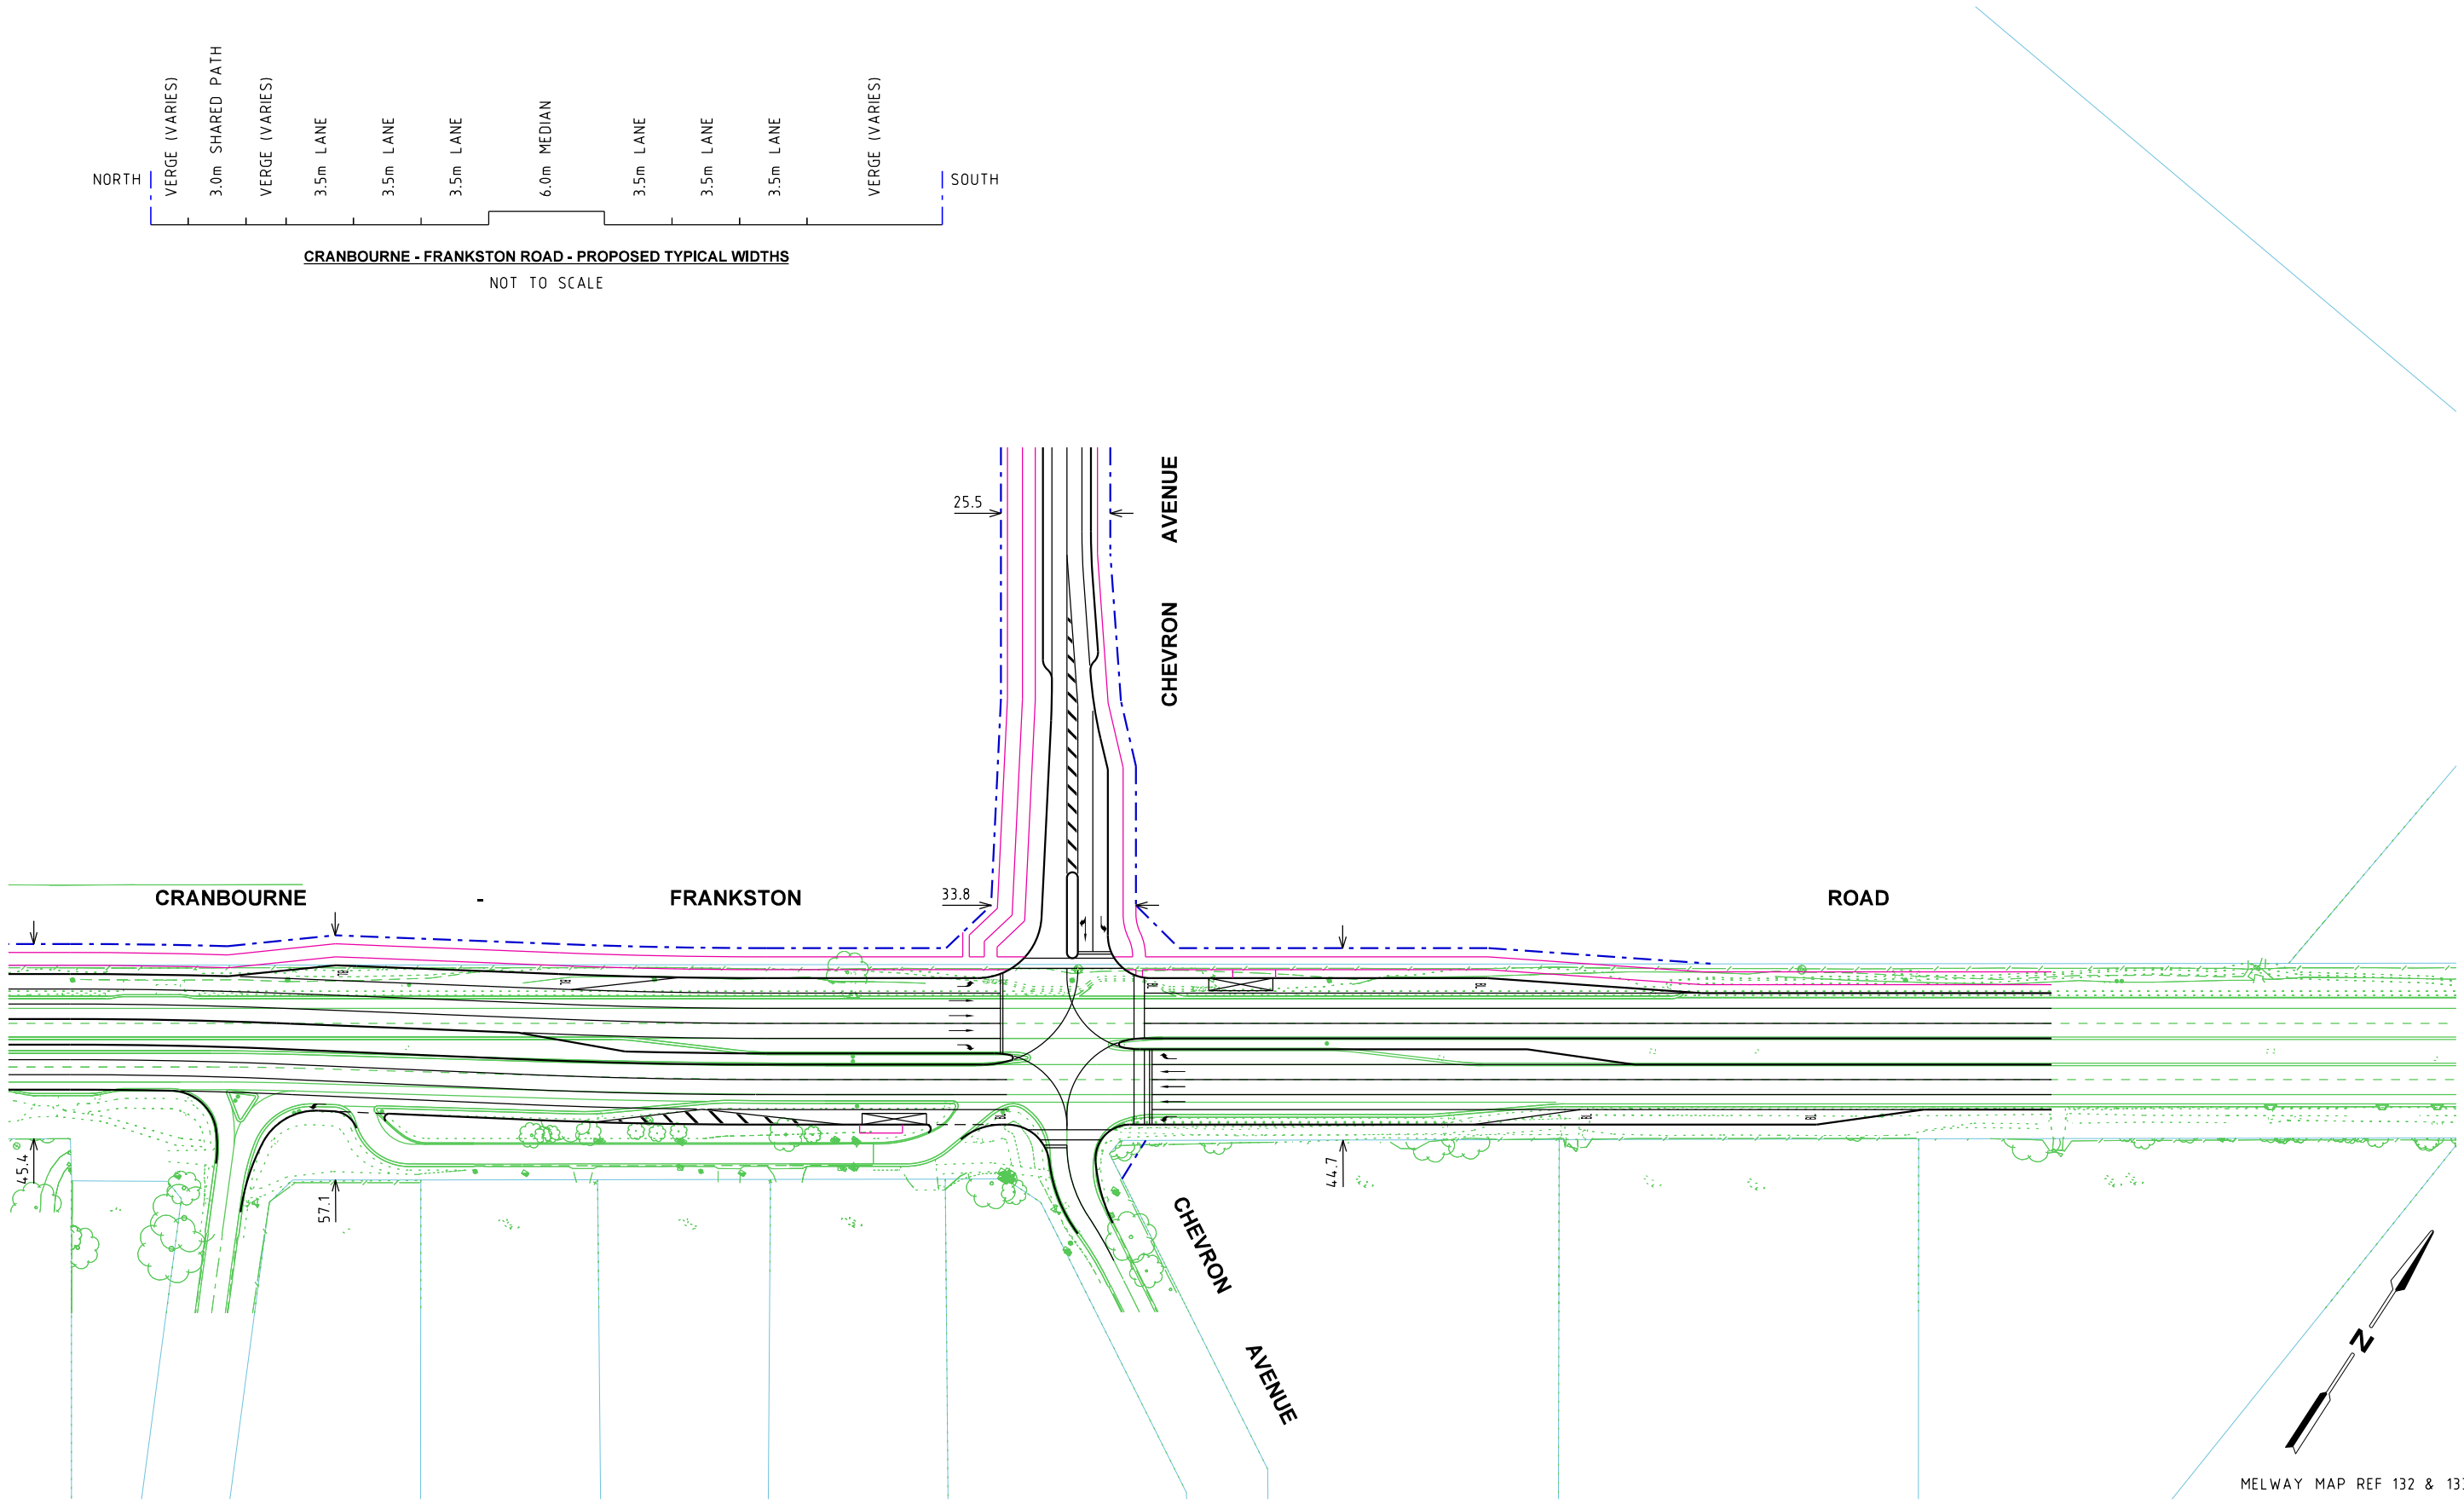 NORTH
VERGE (VARIES)
3.0m SHARED PATH
VERGE (VARIES)
3.5m LANE
3.5m LANE
3.5m LANE
6.0m MEDIAN
3.5m LANE
3.5m LANE
3.5m LANE
VERGE (VARIES)
SOUTH
CRANBOURNE - FRANKSTON ROAD - PROPOSED TYPICAL WIDTHS
NOT TO SCALE
25.5
CHEVRON AVENUE
33.8
CRANBOURNE - FRANKSTON ROAD
45.4
57.1
44.7
CHEVRON AVENUE
N
MELWAY MAP REF 132 &